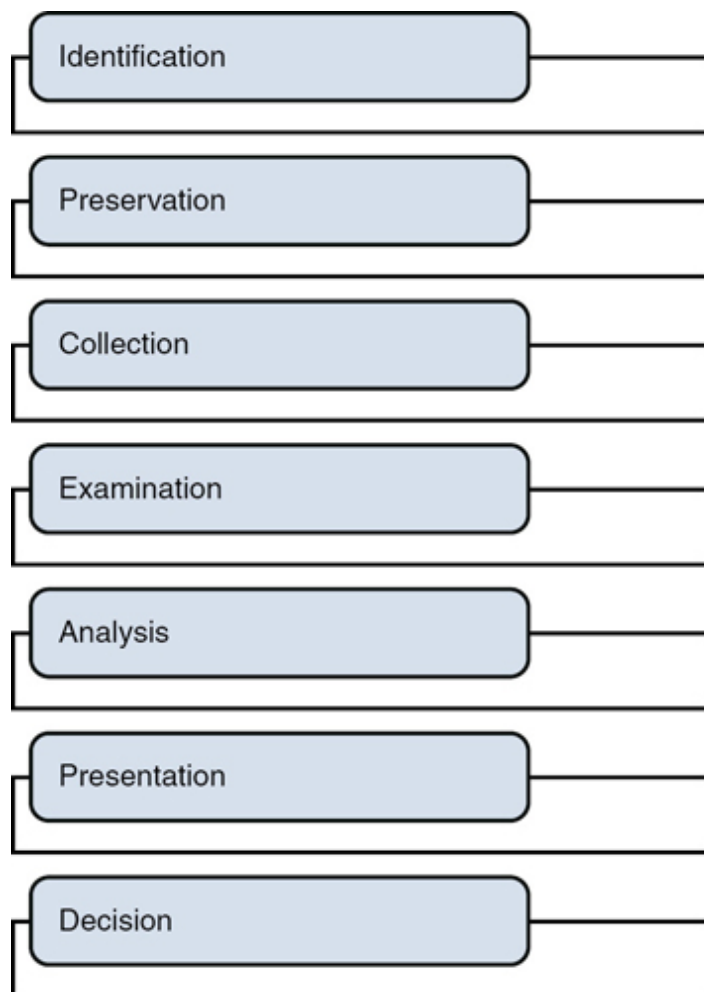 Identification
Preservation
Collection
Examination
Analysis
Presentation
Decision